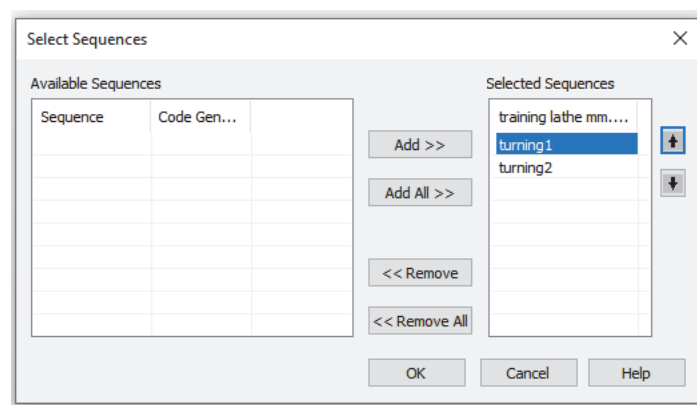 Select Sequences
Available Sequences
Sequence Code Gen...
Add >>
Add All >>
<< Remove
<< Remove All
Selected Sequences
training lathe mm....
turning1
turning2
OK Cancel Help